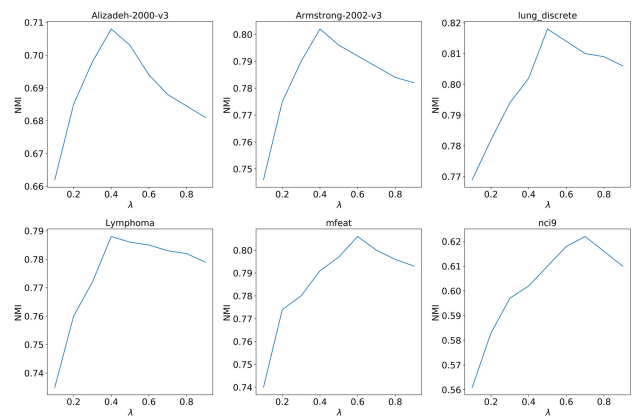 Alizadeh-2000-v3
0.71
0.70
0.69
0.68
0.67
0.66
NMI
0.2 0.4 0.6 0.8
λ
Armstrong-2002-v3
0.80
0.79
0.78
0.77
0.76
0.75
NMI
0.2 0.4 0.6 0.8
λ
lung_discrete
0.82
0.81
0.80
0.79
0.78
0.77
NMI
0.2 0.4 0.6 0.8
λ
Lymphoma
0.79
0.78
0.77
0.76
0.75
0.74
NMI
0.2 0.4 0.6 0.8
λ
mfeat
0.80
0.79
0.78
0.77
0.76
0.75
0.74
NMI
0.2 0.4 0.6 0.8
λ
nci9
0.62
0.61
0.60
0.59
0.58
0.57
0.56
NMI
0.2 0.4 0.6 0.8
λ